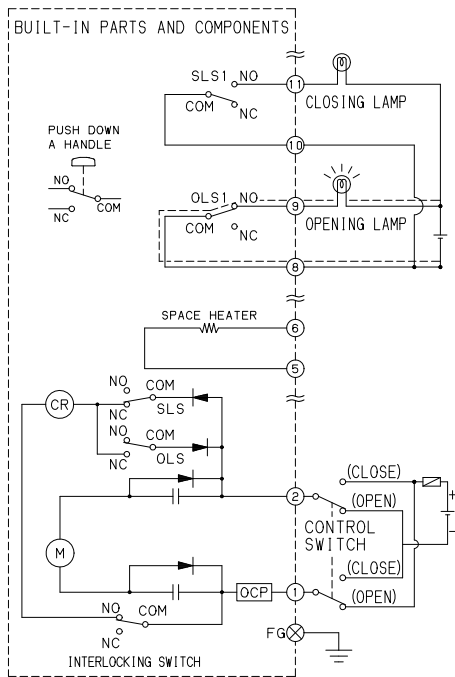 BUILT-IN PARTS AND COMPONENTS
SLS1 NO
11
COM
NC
CLOSING LAMP
10
PUSH DOWN
A HANDLE
NO
COM
NC
OLS1 NO
9
COM
NC
OPENING LAMP
8
SPACE HEATER
6
5
NO
COM
CR
NC
SLS
NO
COM
NC
OLS
2
(CLOSE)
(OPEN)
+
-
CONTROL
SWITCH
M
(CLOSE)
OCP
1
(OPEN)
NO
COM
NC
FG
INTERLOCKING SWITCH